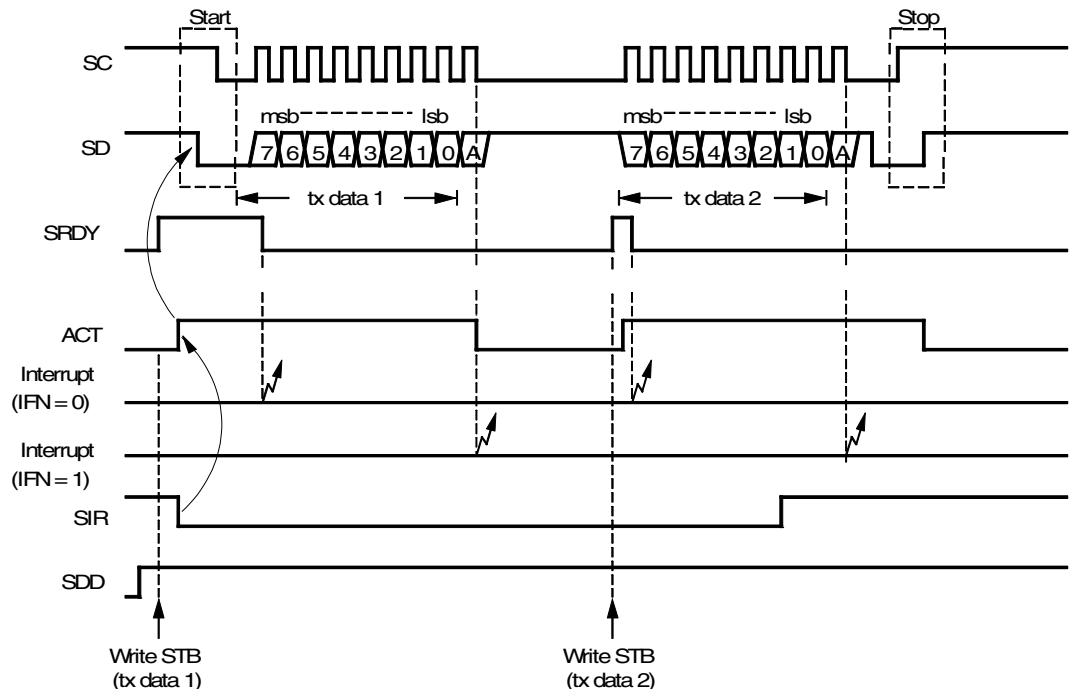 Start
Stop
SC
msb
lsb
msb
lsb
SD
7 6 5 4 3 2 1 0 A
7 6 5 4 3 2 1 0 A
tx data 1
tx data 2
SRDY
ACT
Interrupt
(IFN = 0)
Interrupt
(IFN = 1)
SIR
SDD
Write STB
(tx data 1)
Write STB
(tx data 2)